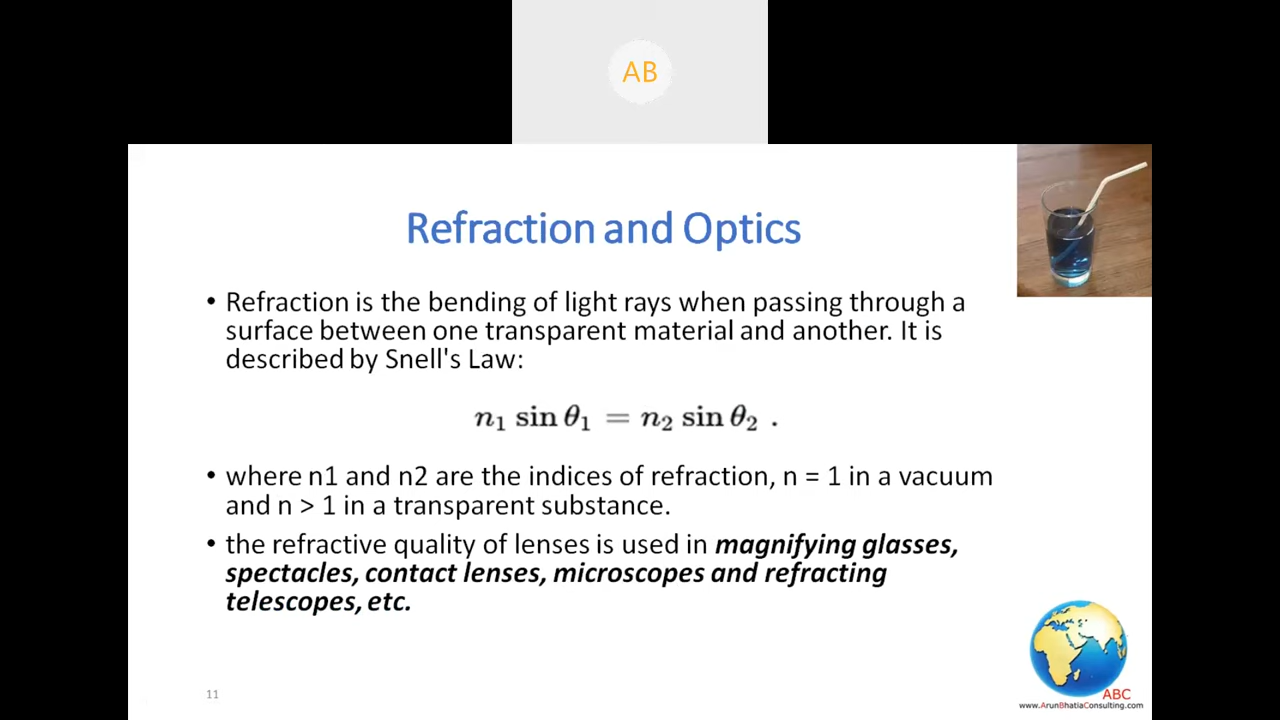 AB
Refraction and Optics
• Refraction is the bending of light rays when passing through a
surface between one transparent material and another. It is
described by Snell's Law:
n₁ sin θ₁ = n₂ sin θ₂ .
• where n1 and n2 are the indices of refraction, n = 1 in a vacuum
and n > 1 in a transparent substance.
• the refractive quality of lenses is used in magnifying glasses,
spectacles, contact lenses, microscopes and refracting
telescopes, etc.
11
ABC
www.ArunBhatiaConsulting.com